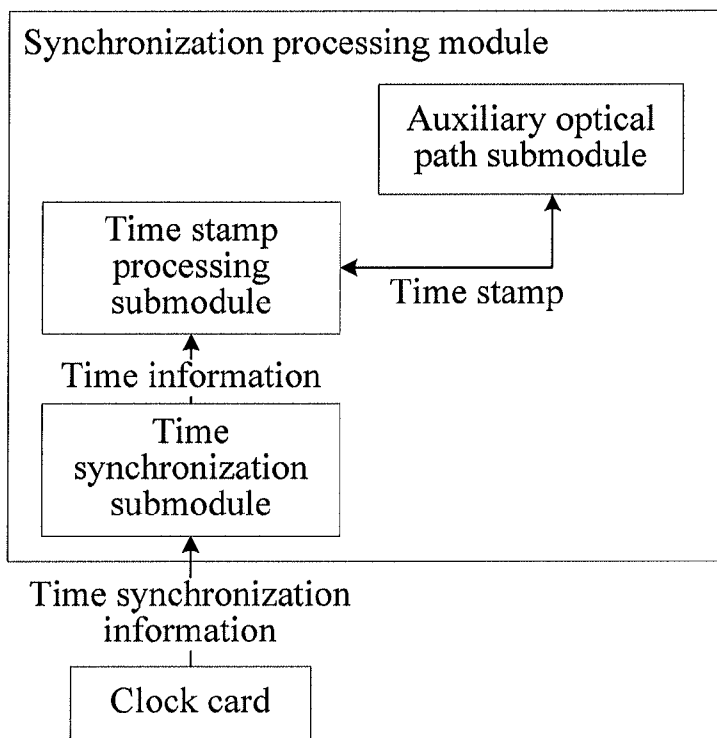 Synchronization processing module
Auxiliary optical
path submodule
Time stamp
processing
submodule
Time stamp
Time information
Time
synchronization
submodule
Time synchronization
information
Clock card